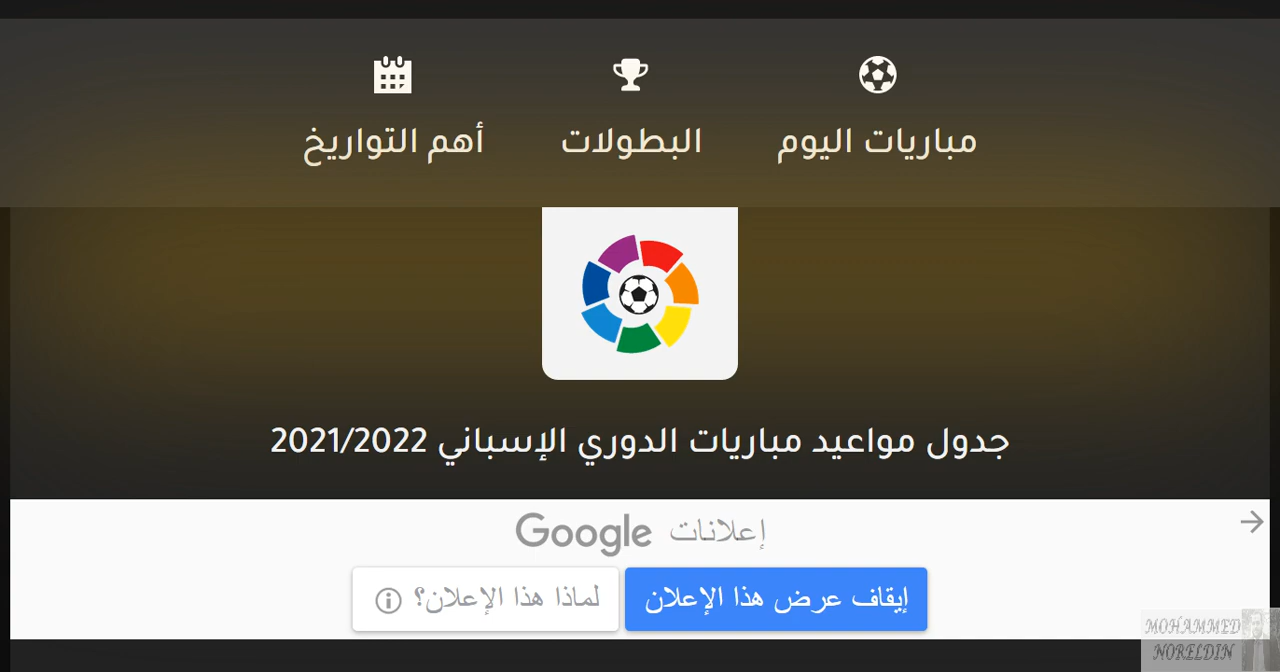 مباريات اليوم
البطولات
أهم التواريخ
جدول مواعيد مباريات الدوري الإسباني 2021/2022
إعلانات Google
إيقاف عرض هذا الإعلان
لماذا هذا الإعلان؟
MOHAMMED
NORELDIN